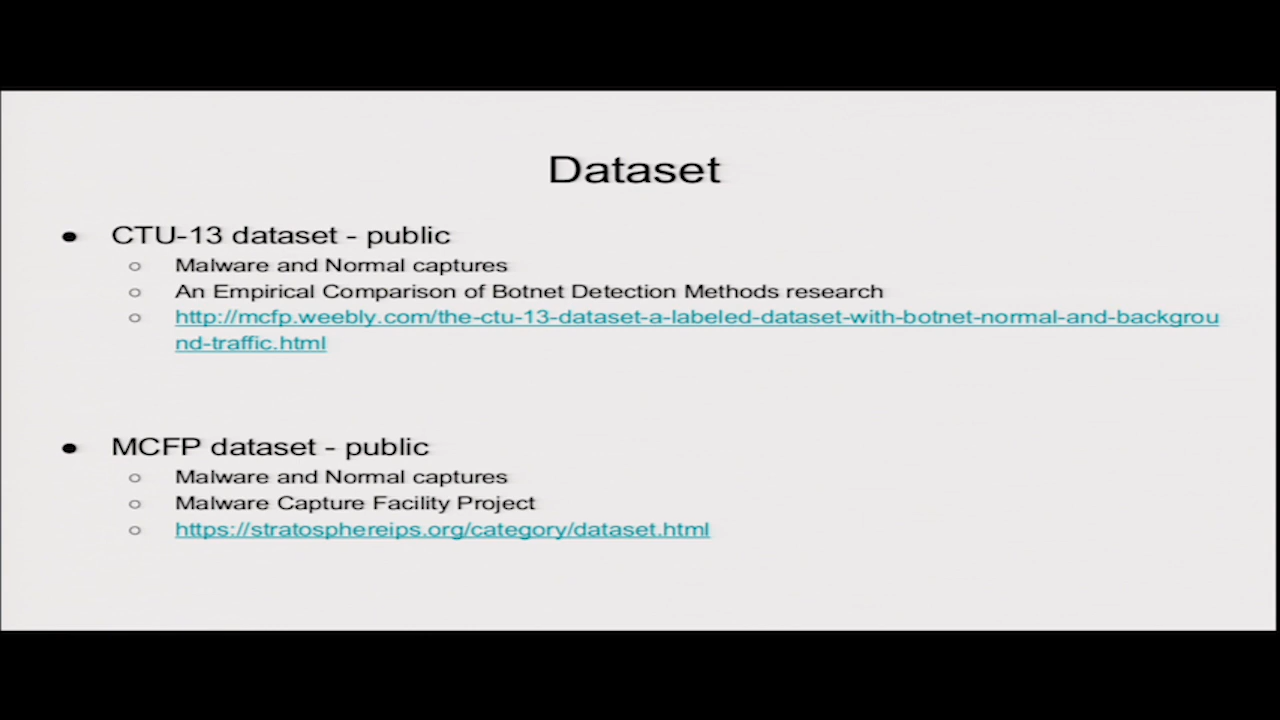 Dataset
● CTU-13 dataset - public
○ Malware and Normal captures
○ An Empirical Comparison of Botnet Detection Methods research
○ http://mcfp.weebly.com/the-ctu-13-dataset-a-labeled-dataset-with-botnet-normal-and-backgrou
nd-traffic.html
● MCFP dataset - public
○ Malware and Normal captures
○ Malware Capture Facility Project
○ https://stratosphereips.org/category/dataset.html